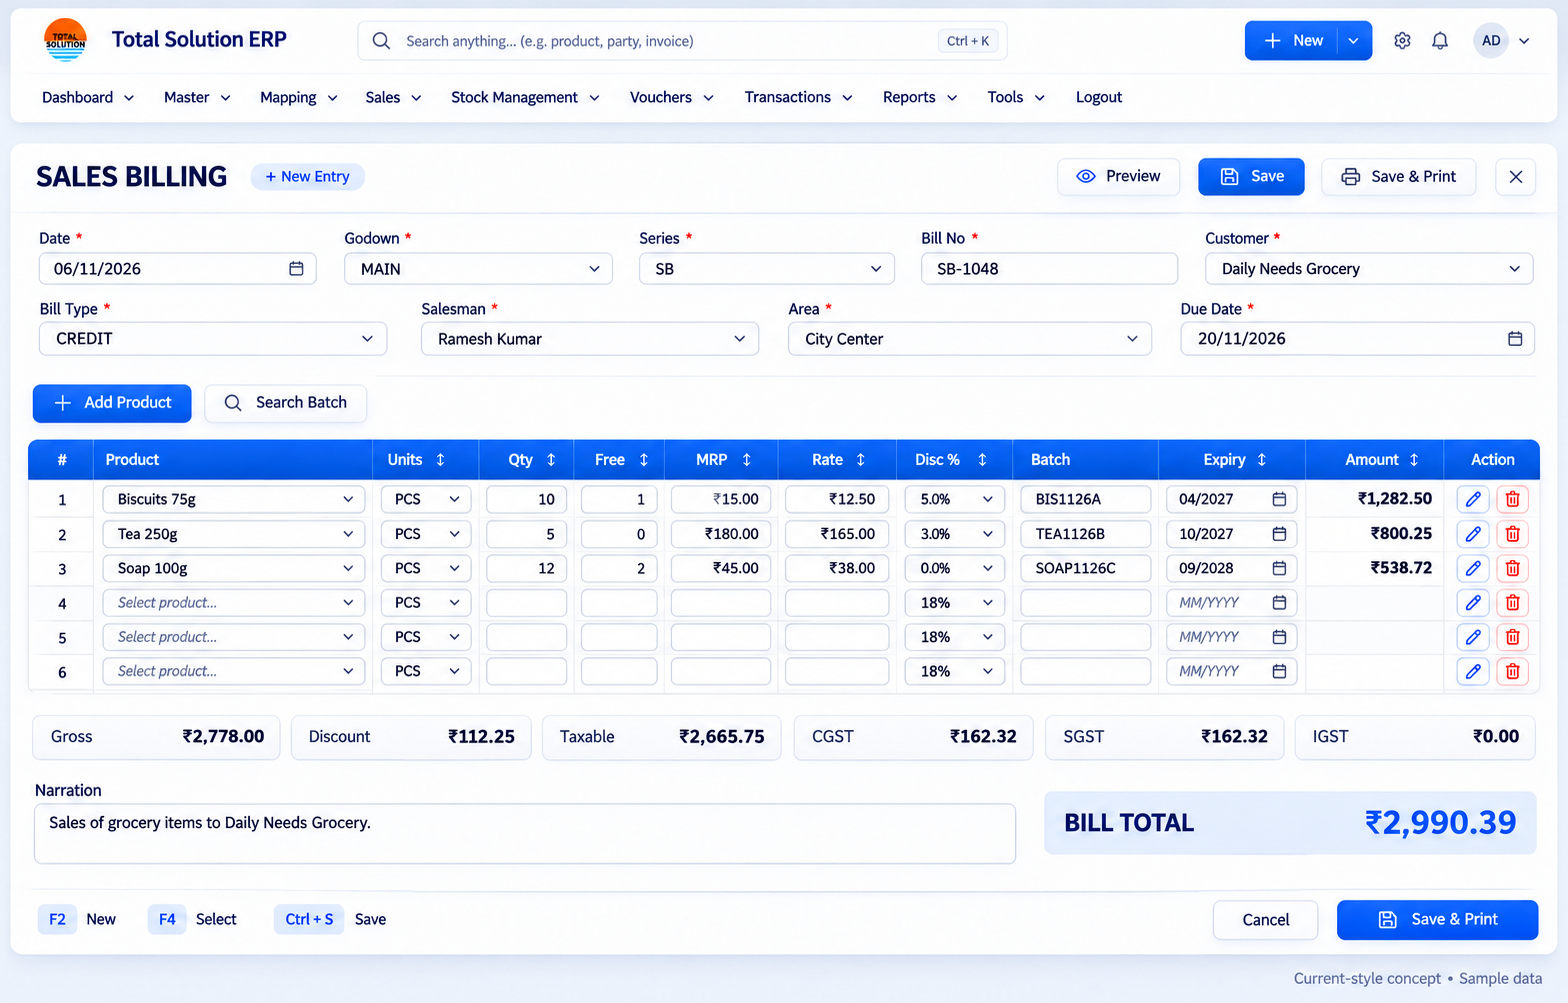 TOTAL SOLUTION
Total Solution ERP
Search anything... (e.g. product, party, invoice)
Ctrl + K
New
AD
Dashboard Master Mapping Sales Stock Management Vouchers Transactions Reports Tools Logout
SALES BILLING
+ New Entry
Preview
Save
Save & Print
Date * Godown * Series * Bill No * Customer *
06/11/2026 MAIN SB SB-1048 Daily Needs Grocery
Bill Type * Salesman * Area * Due Date *
CREDIT Ramesh Kumar City Center 20/11/2026
Add Product
Search Batch
# Product Units Qty Free MRP Rate Disc % Batch Expiry Amount Action
1 Biscuits 75g PCS 10 1 ₹15.00 ₹12.50 5.0% BIS1126A 04/2027 ₹1,282.50
2 Tea 250g PCS 5 0 ₹180.00 ₹165.00 3.0% TEA1126B 10/2027 ₹800.25
3 Soap 100g PCS 12 2 ₹45.00 ₹38.00 0.0% SOAP1126C 09/2028 ₹538.72
4 Select product... PCS 18% MM/YYYY
5 Select product... PCS 18% MM/YYYY
6 Select product... PCS 18% MM/YYYY
Gross ₹2,778.00 Discount ₹112.25 Taxable ₹2,665.75 CGST ₹162.32 SGST ₹162.32 IGST ₹0.00
Narration
Sales of grocery items to Daily Needs Grocery.
BILL TOTAL ₹2,990.39
F2 New F4 Select Ctrl + S Save
Cancel
Save & Print
Current-style concept • Sample data